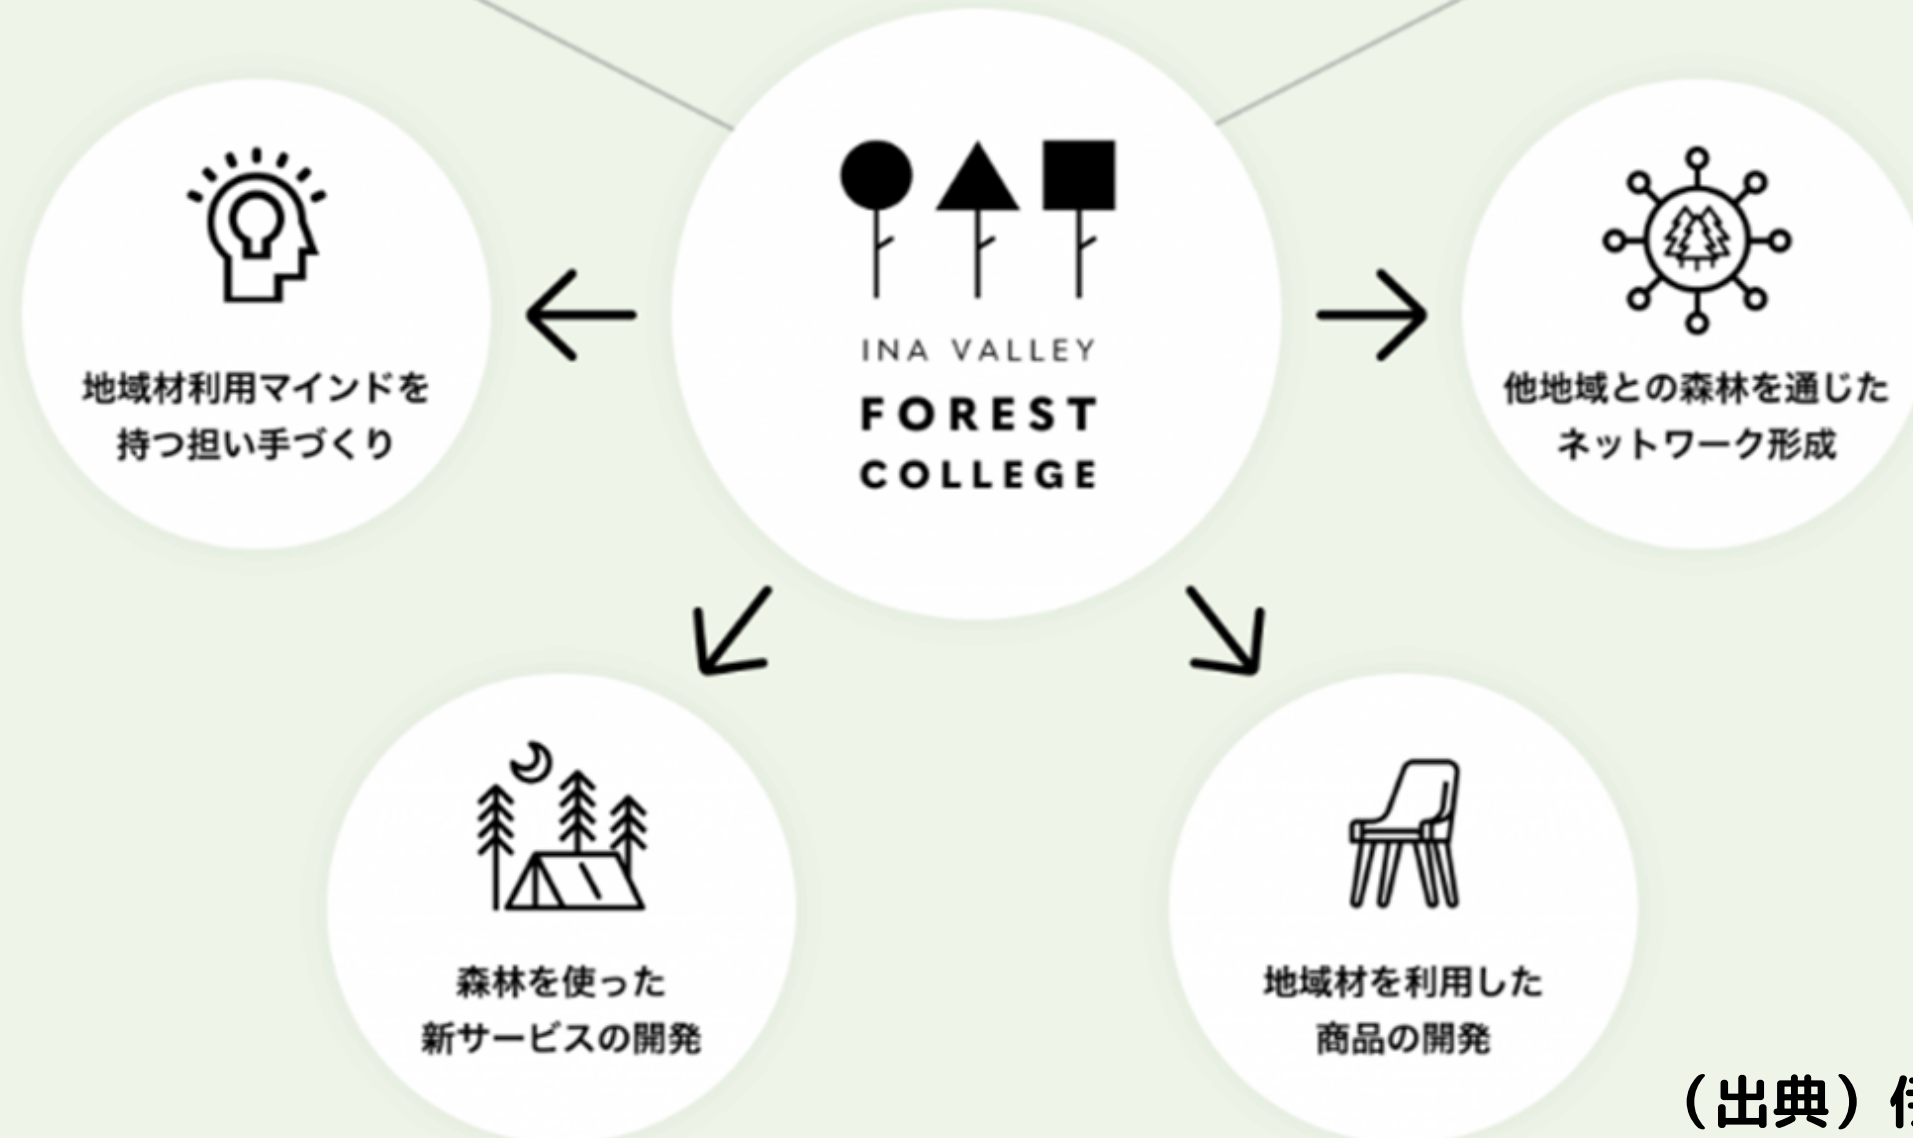 INA VALLEY
FOREST
COLLEGE
地域材利用マインドを
持つ担い手づくり
他地域との森林を通じた
ネットワーク形成
森林を使った
新サービスの開発
地域材を利用した
商品の開発
（出典）